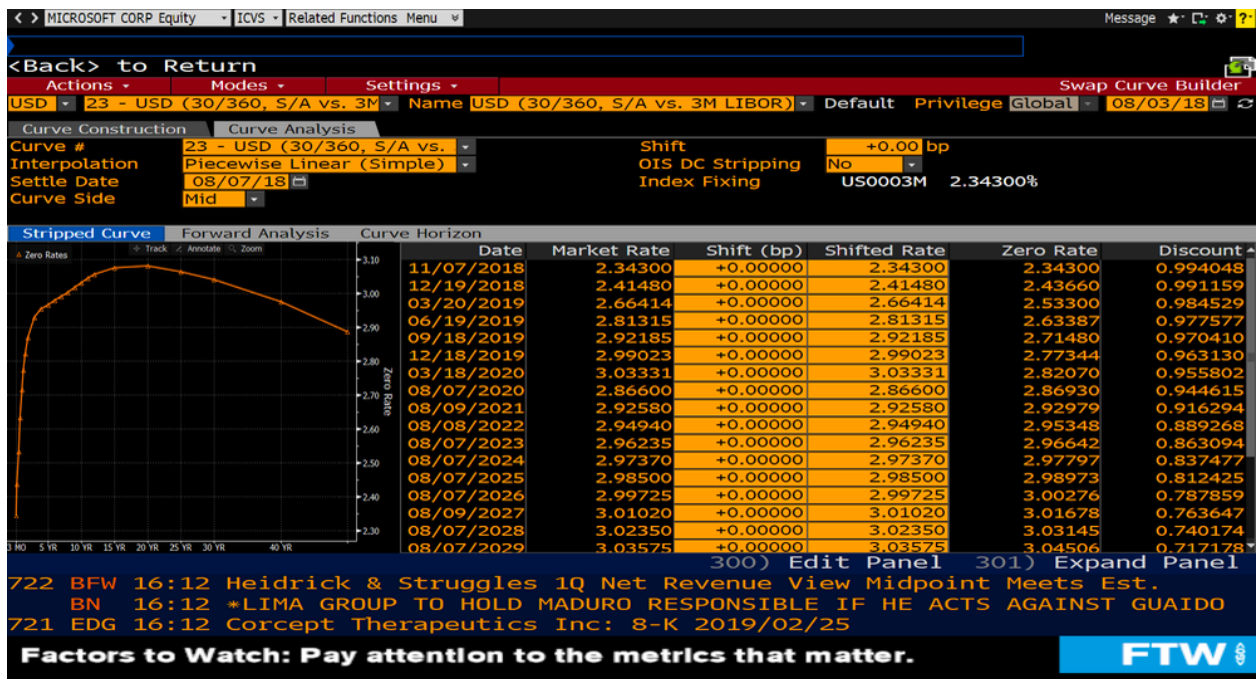 < > MICROSOFT CORP Equity ICVS Related Functions Menu Message
?
<Back> to Return
Actions Modes Settings Swap Curve Builder
USD 23 - USD (30/360, S/A vs. 3M Name USD (30/360, S/A vs. 3M LIBOR) Default Privilege Global 08/03/18
Curve Construction Curve Analysis
Curve # 23 - USD (30/360, S/A vs. Shift +0.00 bp
Interpolation Piecewise Linear (Simple) OIS DC Stripping No
Settle Date 08/07/18 Index Fixing US0003M 2.34300%
Curve Side Mid
Stripped Curve Forward Analysis Curve Horizon
Track Annotate Zoom
Zero Rates
3.10
3.00
2.90
2.80
2.70
2.60
2.50
2.40
2.30
Zero Rate
3 MO 5 YR 10 YR 15 YR 20 YR 25 YR 30 YR 40 YR
Date Market Rate Shift (bp) Shifted Rate Zero Rate Discount
11/07/2018 2.34300 +0.00000 2.34300 2.34300 0.994048
12/19/2018 2.41480 +0.00000 2.41480 2.43660 0.991159
03/20/2019 2.66414 +0.00000 2.66414 2.53300 0.984529
06/19/2019 2.81315 +0.00000 2.81315 2.63387 0.977577
09/18/2019 2.92185 +0.00000 2.92185 2.71480 0.970410
12/18/2019 2.99023 +0.00000 2.99023 2.77344 0.963130
03/18/2020 3.03331 +0.00000 3.03331 2.82070 0.955802
08/07/2020 2.86600 +0.00000 2.86600 2.86930 0.944615
08/09/2021 2.92580 +0.00000 2.92580 2.92979 0.916294
08/08/2022 2.94940 +0.00000 2.94940 2.95348 0.889268
08/07/2023 2.96235 +0.00000 2.96235 2.96642 0.863094
08/07/2024 2.97370 +0.00000 2.97370 2.97797 0.837477
08/07/2025 2.98500 +0.00000 2.98500 2.98973 0.812425
08/07/2026 2.99725 +0.00000 2.99725 3.00276 0.787859
08/09/2027 3.01020 +0.00000 3.01020 3.01678 0.763647
08/07/2028 3.02350 +0.00000 3.02350 3.03145 0.740174
08/07/2029 3.03575 +0.00000 3.03575 3.04506 0.717178
300) Edit Panel 301) Expand Panel
722 BFW 16:12 Heidrick & Struggles 1Q Net Revenue View Midpoint Meets Est.
BN 16:12 *LIMA GROUP TO HOLD MADURO RESPONSIBLE IF HE ACTS AGAINST GUAIDO
721 EDG 16:12 Corcept Therapeutics Inc: 8-K 2019/02/25
Factors to Watch: Pay attention to the metrics that matter. FTW